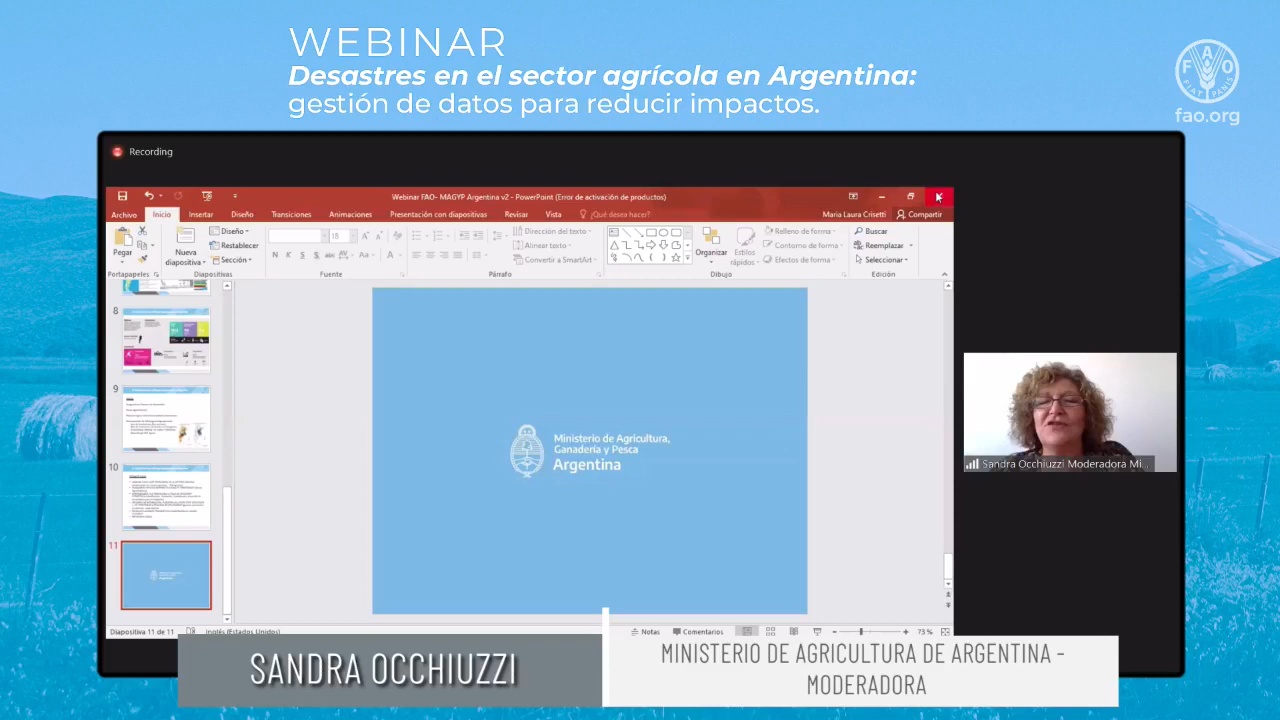 WEBINAR
Desastres en el sector agrícola en Argentina:
gestión de datos para reducir impactos.
FAO
FIAT PANIS
fao.org
Recording
Webinar FAO- MAGYP Argentina v2 - PowerPoint (Error de activación de productos)
Archivo Inicio Insertar Diseño Transiciones Animaciones Presentación con diapositivas Revisar Vista ¿Qué desea hacer? Maria Laura Crisetti Compartir
Pegar
Nueva diapositiva
Diseño
Restablecer
Sección
18
N K S S abc AV Aa A
Dirección del texto
Alinear texto
Convertir a SmartArt
Organizar
Estilos rápidos
Relleno de forma
Contorno de forma
Efectos de forma
Buscar
Reemplazar
Seleccionar
Portapapeles Diapositivas Fuente Párrafo Dibujo Edición
8
9
10
11
Ministerio de Agricultura,
Ganadería y Pesca
Argentina
Sandra Occhiuzzi Moderadora Mi...
Diapositiva 11 de 11 Inglés (Estados Unidos) Notas Comentarios 73 %
SANDRA OCCHIUZZI
MINISTERIO DE AGRICULTURA DE ARGENTINA -
MODERADORA